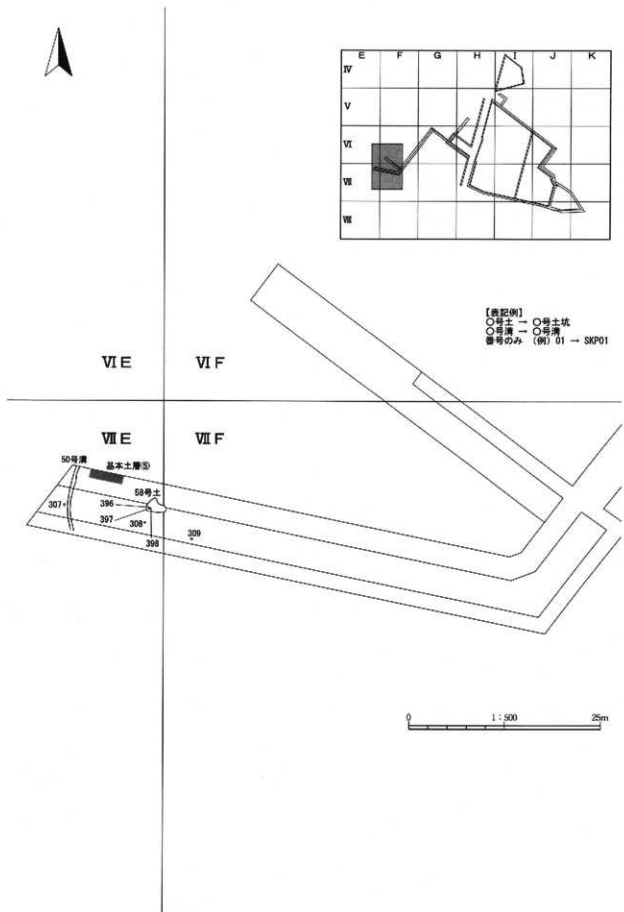 E F G H I J K
Ⅳ
Ⅴ
Ⅵ
Ⅶ
Ⅷ
【表記例】
○号土 → ○号土坑
○号溝 → ○号溝
番号のみ (例) 01 → SKP01
ⅥE ⅥF
ⅦE ⅦF
50号溝
基本土層⑤
58号土
307
396
397
308
309
398
0 1:500 25m